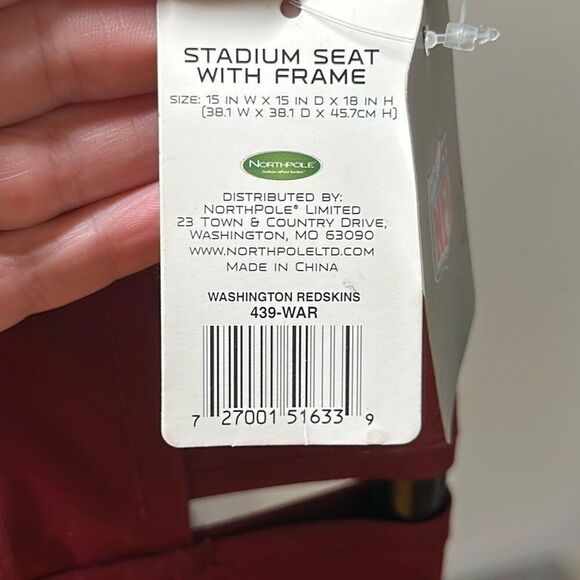 STADIUM SEAT
WITH FRAME
SIZE: 15 IN W X 15 IN D X 18 IN H
(38.1 W X 38.1 D X 45.7CM H)
NORTHPOLE
DISTRIBUTED BY:
NORTHPOLE® LIMITED
23 TOWN & COUNTRY DRIVE,
WASHINGTON, MO 63090
WWW.NORTHPOLELTD.COM
MADE IN CHINA
WASHINGTON REDSKINS
439-WAR
7 27001 51633 9